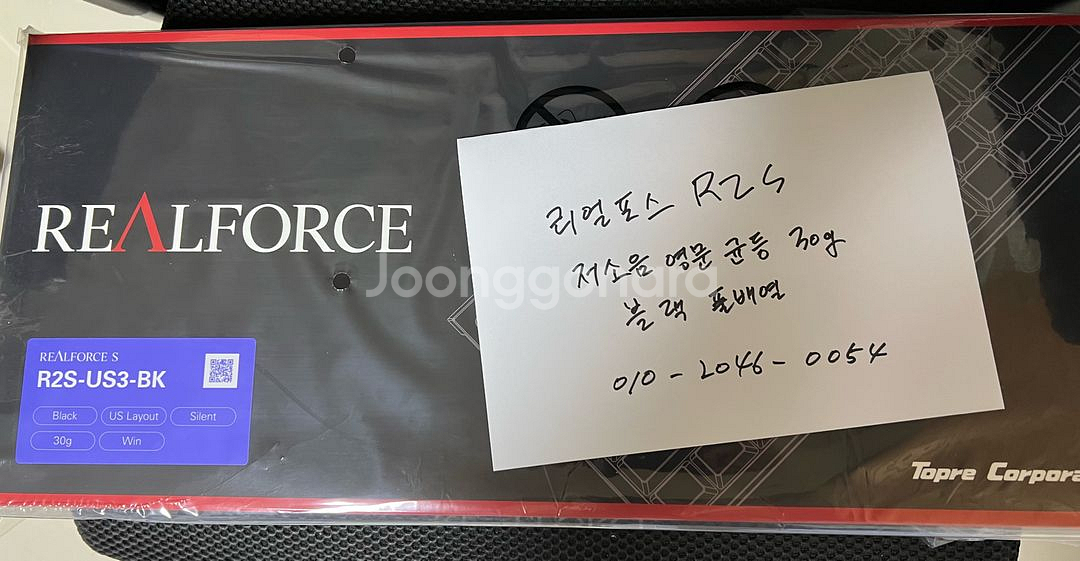 REALFORCE
리얼포스 R2S
저소음 영문 균등 30g
블랙 풀배열
010-2046-0054
Joonggonara
REALFORCE S
R2S-US3-BK
Black US Layout Silent
30g Win
Topre Corpora